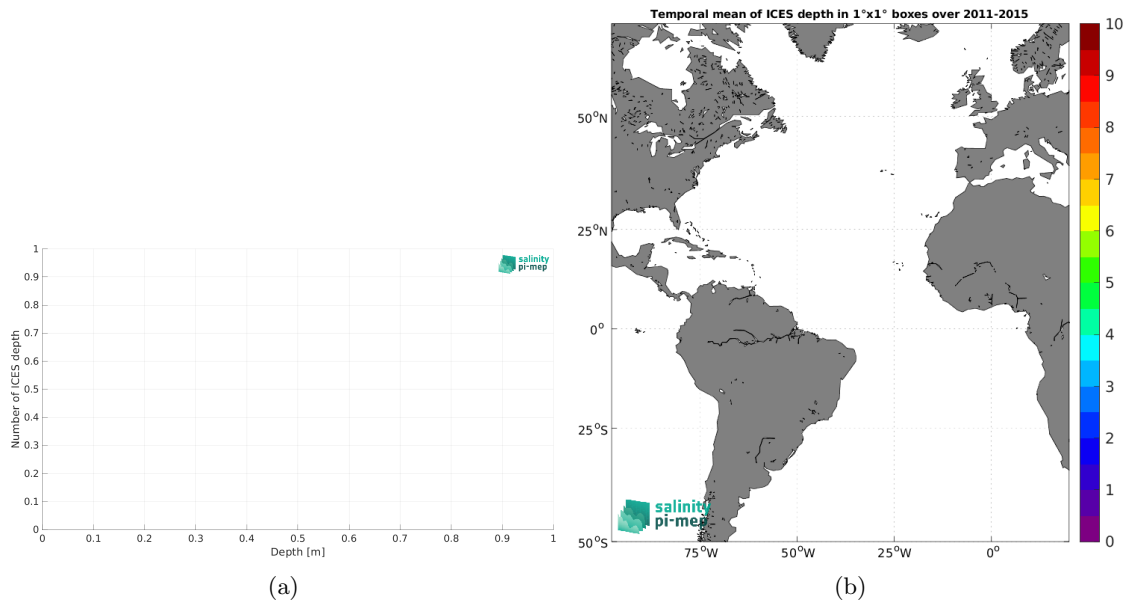 Temporal mean of ICES depth in 1°x1° boxes over 2011-2015
1
0.9
0.8
0.7
0.6
0.5
0.4
0.3
0.2
0.1
0
Number of ICES depth
0 0.1 0.2 0.3 0.4 0.5 0.6 0.7 0.8 0.9 1
Depth [m]
salinity
pi-mep
(a)
50°N
25°N
0°
25°S
50°S
75°W 50°W 25°W 0°
salinity
pi-mep
10
9
8
7
6
5
4
3
2
1
0
(b)